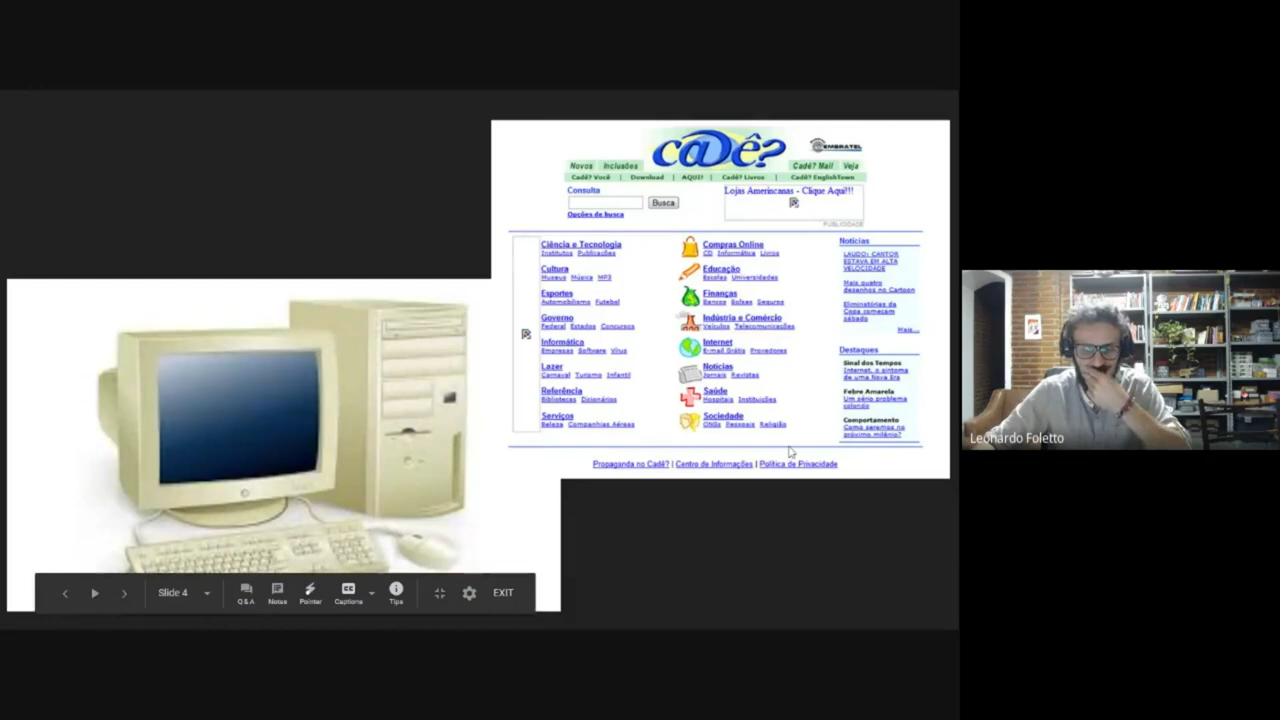 cadê?
EMBRATEL
Novos Inclusões
Cadê? Mail Veja
Cadê? Você | Download | AQUI! | Cadê? Livros | Cadê? EnglishTown
Consulta
Busca
Opções de busca
Lojas Americanas - Clique Aqui!!!
PUBLICIDADE
Ciência e Tecnologia
Institutos Publicações
Cultura
Museus Música MP3
Esportes
Automobilismo Futebol
Governo
Federal Estados Concursos
Informática
Empresas Software Vírus
Lazer
Carnaval Turismo Infantil
Referência
Bibliotecas Dicionários
Serviços
Beleza Companhias Aéreas
Compras Online
CD Informática Livros
Educação
Escolas Universidades
Finanças
Bancos Bolsas Seguros
Indústria e Comércio
Veículos Telecomunicações
Internet
E-mail Grátis Provedores
Notícias
Jornais Revistas
Saúde
Hospitais Instituições
Sociedade
ONGs Pessoais Religião
Notícias
LAUDO: CANTOR
ESTAVA EM ALTA
VELOCIDADE
Mais quatro
desenhos no Cartoon
Eliminatórias da
Copa começam
sábado
Mais...
Destaques
Sinal dos Tempos
Internet, o sintoma
de uma Nova Era
Febre Amarela
Um sério problema
Comportamento
Como seremos no
próximo milênio?
Propaganda no Cadê? | Centro de Informações | Política de Privacidade
Slide 4
Q&A
Notes
Pointer
CC
Captions
Tips
EXIT
Leonardo Foletto